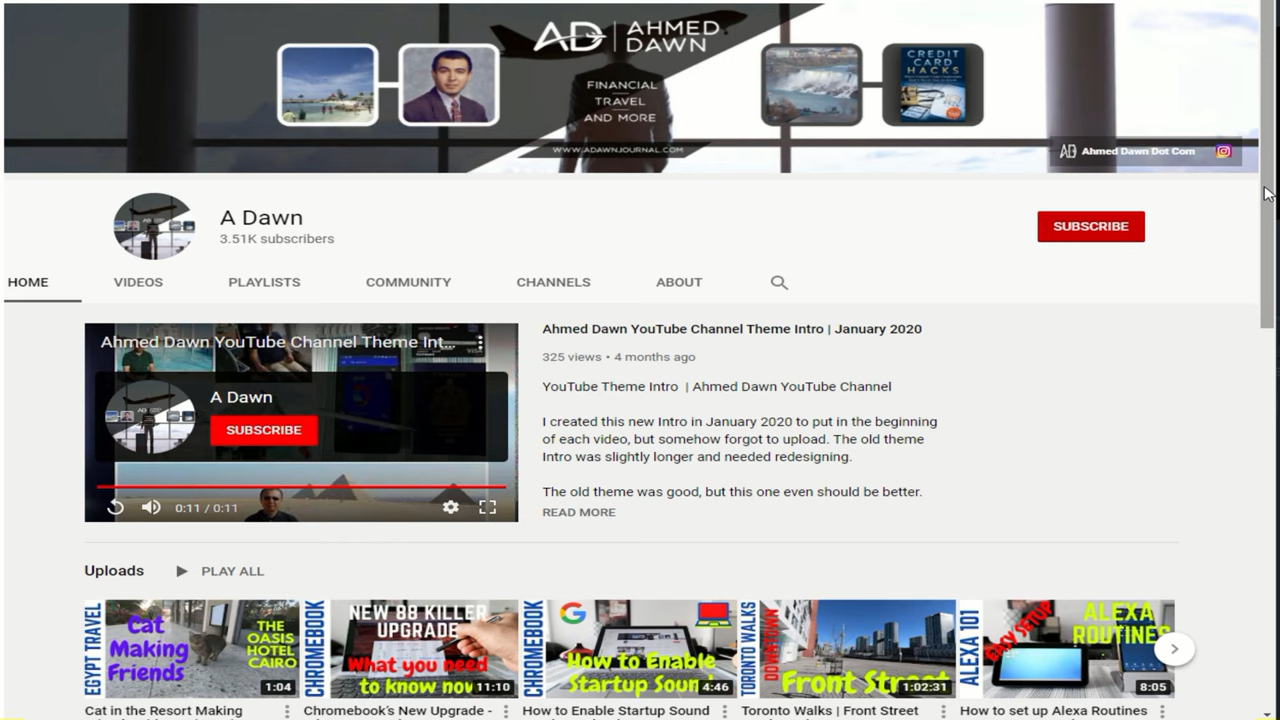 AD | AHMED DAWN
FINANCIAL
TRAVEL
AND MORE
WWW.ADAWNJOURNAL.COM
CREDIT CARD HACKS
AD Ahmed Dawn Dot Com
A Dawn
3.51K subscribers
SUBSCRIBE
HOME VIDEOS PLAYLISTS COMMUNITY CHANNELS ABOUT
Ahmed Dawn YouTube Channel Theme Int
A Dawn
SUBSCRIBE
0:11 / 0:11
Ahmed Dawn YouTube Channel Theme Intro | January 2020
325 views • 4 months ago
YouTube Theme Intro | Ahmed Dawn YouTube Channel
I created this new Intro in January 2020 to put in the beginning
of each video, but somehow forgot to upload. The old theme
Intro was slightly longer and needed redesigning.
The old theme was good, but this one even should be better.
READ MORE
Uploads PLAY ALL
EGYPT TRAVEL
Cat
Making
Friends
THE
OASIS
HOTEL
CAIRO
1:04
CHROMEBOOK
NEW 88 KILLER
UPGRADE
What you need
to know now
11:10
CHROMEBOOK
How to Enable
Startup Sound
4:46
TORONTO WALKS
DOWNTOWN
Front Street
1:02:31
ALEXA 101
EASY SETUP
ALEXA
ROUTINES
8:05
Cat in the Resort Making
Chromebook's New Upgrade -
How to Enable Startup Sound
Toronto Walks | Front Street
How to set up Alexa Routines